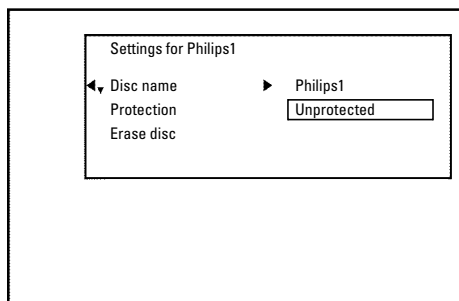 Settings for Philips1
Disc name Philips1
Protection Unprotected
Erase disc